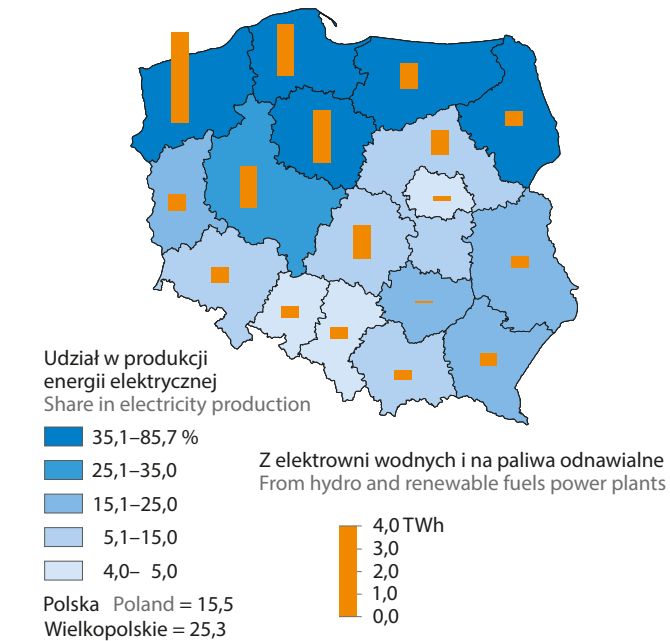 Udział w produkcji
energii elektrycznej
Share in electricity production
35,1–85,7 %
25,1–35,0
15,1–25,0
5,1–15,0
4,0– 5,0
Polska Poland = 15,5
Wielkopolskie = 25,3
Z elektrowni wodnych i na paliwa odnawialne
From hydro and renewable fuels power plants
4,0 TWh
3,0
2,0
1,0
0,0